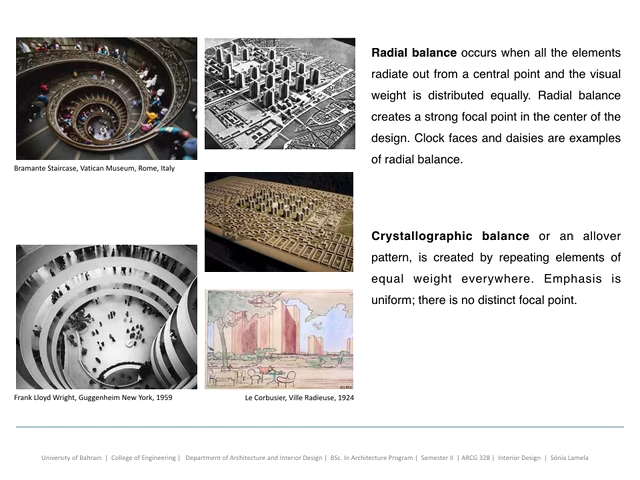 Radial balance occurs when all the elements
radiate out from a central point and the visual
weight is distributed equally. Radial balance
creates a strong focal point in the center of the
design. Clock faces and daisies are examples
of radial balance.
Bramante Staircase, Vatican Museum, Rome, Italy
Crystallographic balance or an allover
pattern, is created by repeating elements of
equal weight everywhere. Emphasis is
uniform; there is no distinct focal point.
Frank Lloyd Wright, Guggenheim New York, 1959
Le Corbusier, Ville Radieuse, 1924
University of Bahrain | College of Engineering | Department of Architecture and Interior Design | BSc. In Architecture Program | Semester II | ARCG 328 | Interior Design | Sónia Lamela